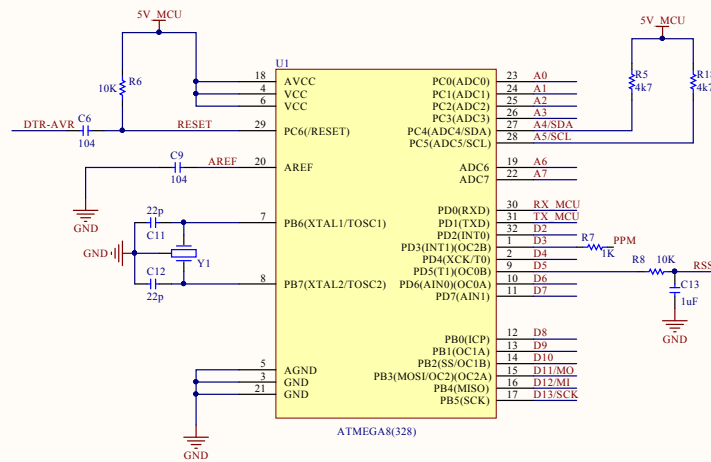 5V_MCU
5V_MCU
U1
R6
10K
18 AVCC
4 VCC
6 VCC
PC0(ADC0) 23 A0
PC1(ADC1) 24 A1
PC2(ADC2) 25 A2
PC3(ADC3) 26 A3
PC4(ADC4/SDA) 27 A4/SDA
PC5(ADC5/SCL) 28 A5/SCL
R5
4k7
R18
4k7
DTR-AVR
C6
104
RESET
29 PC6(/RESET)
C9
104
AREF
20 AREF
GND
ADC6 19 A6
ADC7 22 A7
22p
C11
7 PB6(XTAL1/TOSC1)
GND
Y1
C12
22p
8 PB7(XTAL2/TOSC2)
PD0(RXD) 30 RX_MCU
PD1(TXD) 31 TX_MCU
PD2(INT0) 32 D2
PD3(INT1)(OC2B) 1 D3
PD4(XCK/T0) 2 D4
PD5(T1)(OC0B) 9 D5
PD6(AIN0)(OC0A) 10 D6
PD7(AIN1) 11 D7
R7
1K
PPM
R8
10K
RSS
C13
1uF
GND
PB0(ICP) 12 D8
PB1(OC1A) 13 D9
PB2(SS/OC1B) 14 D10
PB3(MOSI/OC2)(OC2A) 15 D11/MO
PB4(MISO) 16 D12/MI
PB5(SCK) 17 D13/SCK
5 AGND
3 GND
21 GND
GND
ATMEGA8(328)